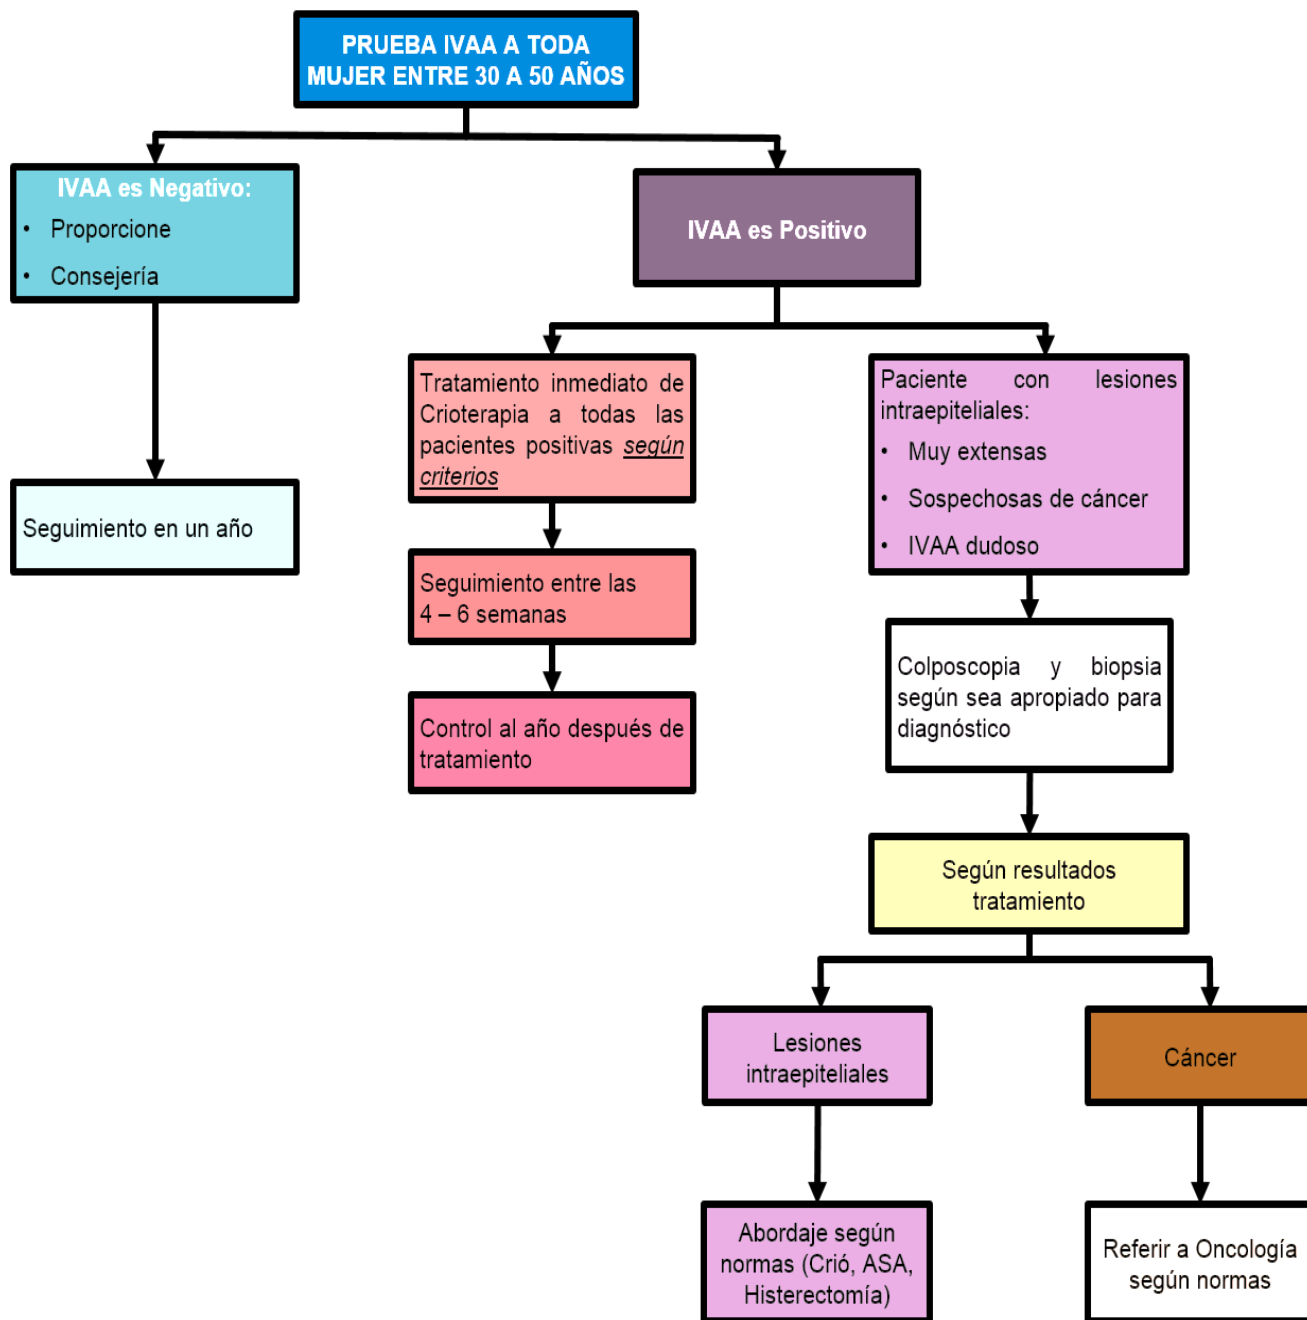 PRUEBA IVAA A TODA
MUJER ENTRE 30 A 50 AÑOS
IVAA es Negativo:
• Proporcione
• Consejería
IVAA es Positivo
Tratamiento inmediato de
Crioterapia a todas las
pacientes positivas según
criterios
Paciente con lesiones
intraepiteliales:
• Muy extensas
• Sospechosas de cáncer
• IVAA dudoso
Seguimiento en un año
Seguimiento entre las
4 – 6 semanas
Colposcopia y biopsia
según sea apropiado para
diagnóstico
Control al año después de
tratamiento
Según resultados
tratamiento
Lesiones
intraepiteliales
Cáncer
Abordaje según
normas (Crió, ASA,
Histerectomía)
Referir a Oncología
según normas